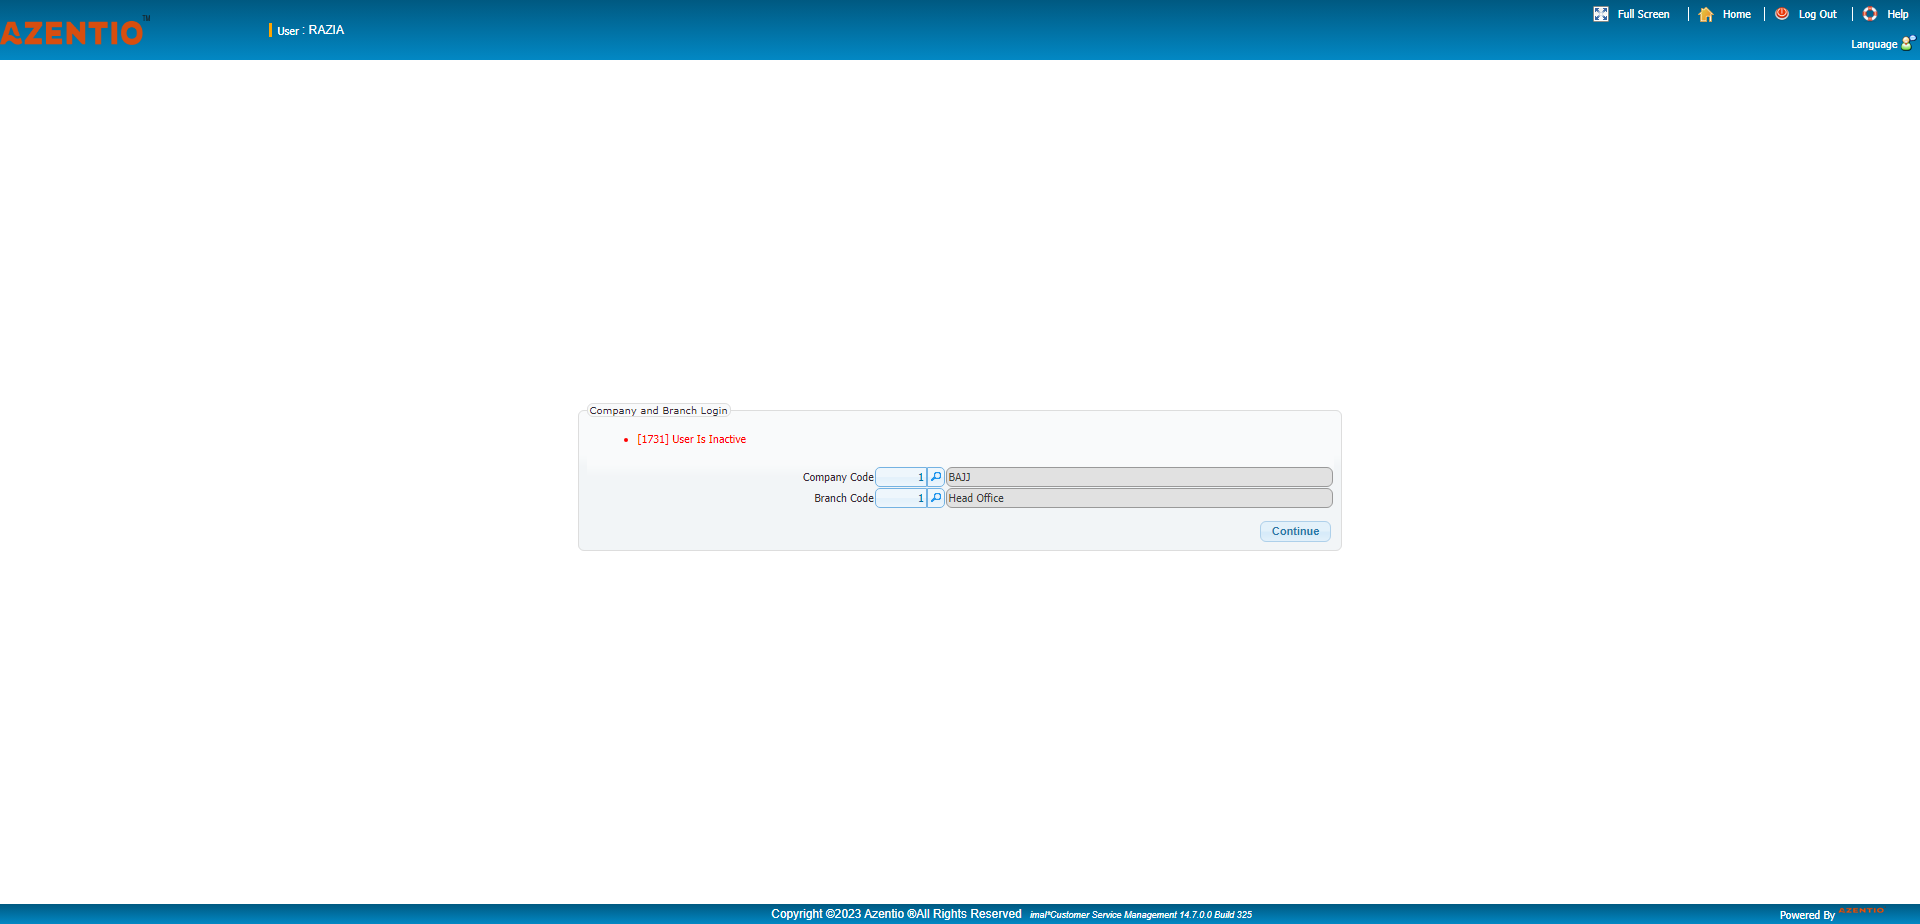 AZENTIO™
User : RAZIA
Full Screen
Home
Log Out
Help
Language
Company and Branch Login
[1731] User Is Inactive
Company Code 1 BAJJ
Branch Code 1 Head Office
Continue
Copyright ©2023 Azentio ®All Rights Reserved imal*Customer Service Management 14.7.0.0 Build 325
Powered By AZENTIO